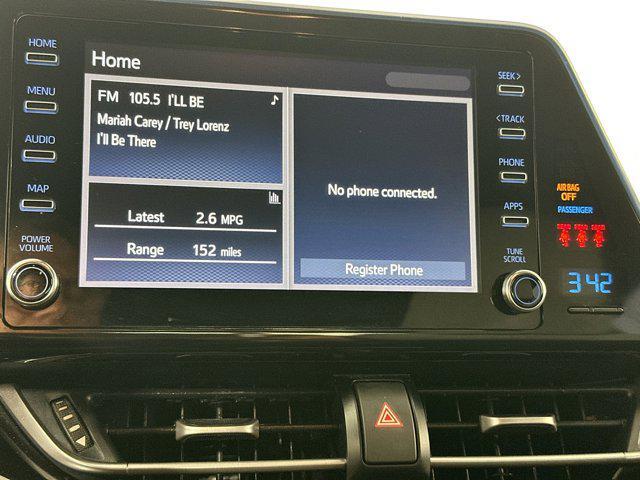 HOME
MENU
AUDIO
MAP
POWER
VOLUME
Home
FM 105.5 I'LL BE
Mariah Carey / Trey Lorenz
I'll Be There
Latest 2.6 MPG
Range 152 miles
No phone connected.
Register Phone
SEEK >
< TRACK
PHONE
APPS
TUNE
SCROLL
AIRBAG
OFF
PASSENGER
3:42